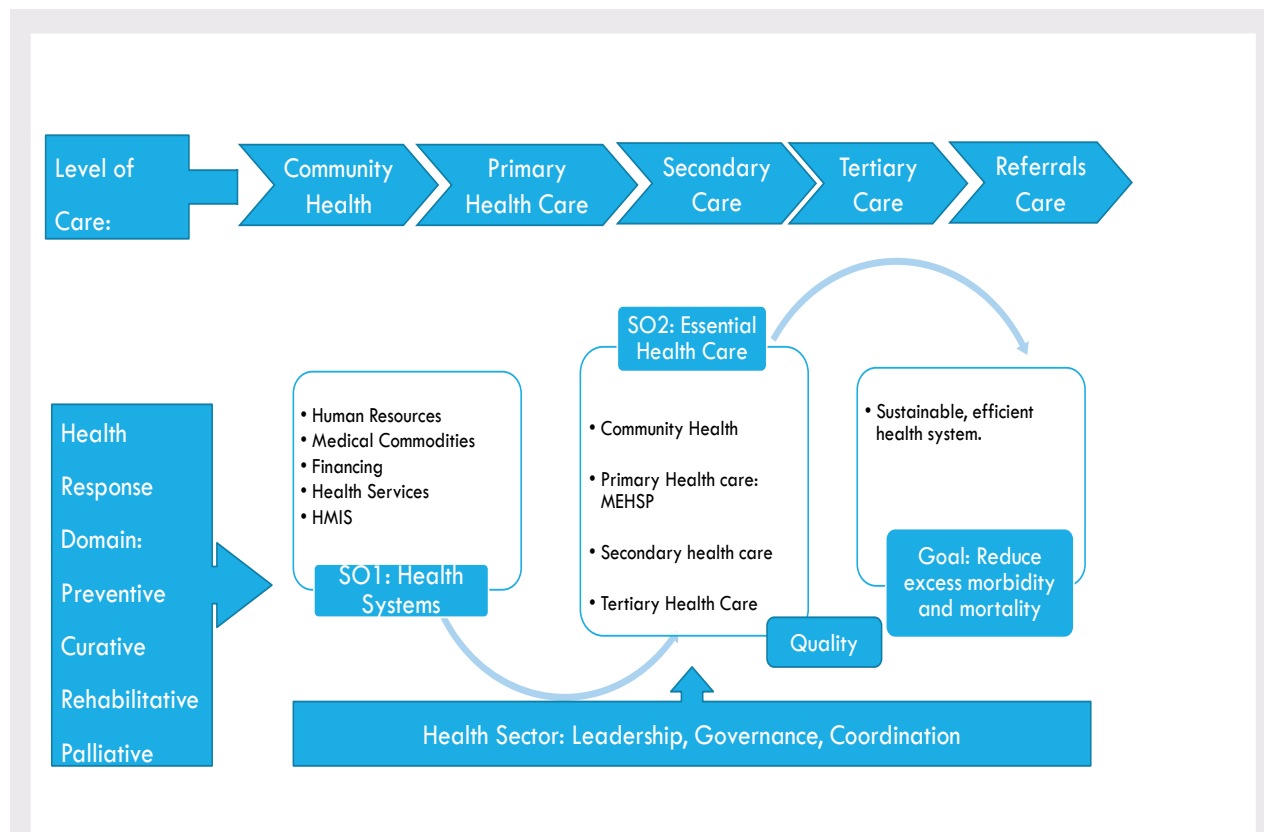 Level of
Care:
Community
Health
Primary
Health Care
Secondary
Care
Tertiary
Care
Referrals
Care
Health
Response
Domain:
Preventive
Curative
Rehabilitative
Palliative
• Human Resources
• Medical Commodities
• Financing
• Health Services
• HMIS
SO1: Health
Systems
SO2: Essential
Health Care
• Community Health
• Primary Health care:
MEHSP
• Secondary health care
• Tertiary Health Care
Quality
• Sustainable, efficient
health system.
Goal: Reduce
excess morbidity
and mortality
Health Sector: Leadership, Governance, Coordination